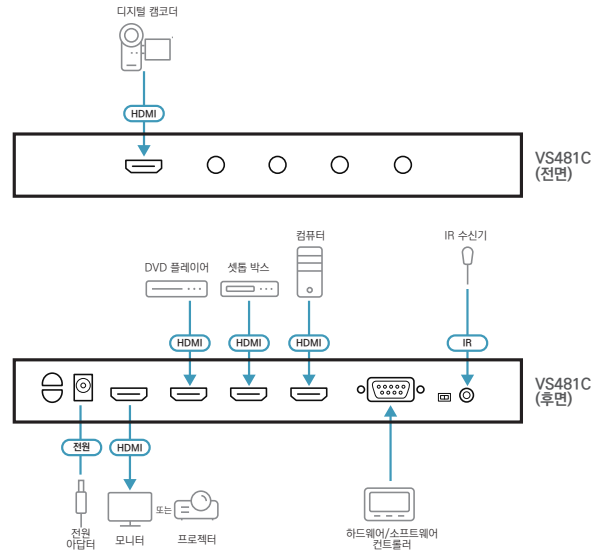 디지털 캠코더
HDMI
VS481C
(전면)
컴퓨터
IR 수신기
DVD 플레이어
셋톱 박스
HDMI
HDMI
HDMI
IR
VS481C
(후면)
전원
HDMI
또는
전원
아답터
모니터
프로젝터
하드웨어/소프트웨어
컨트롤러